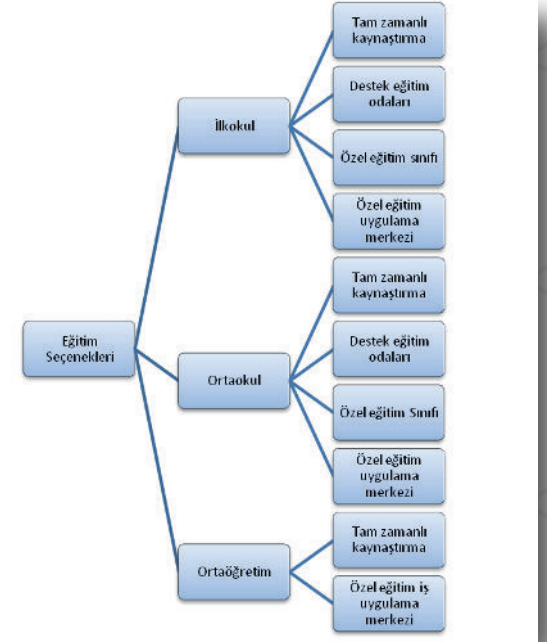 Eğitim
Seçenekleri
İlkokul
Tam zamanlı
kaynaştırma
Destek eğitim
odaları
Özel eğitim sınıfı
Özel eğitim
uygulama
merkezi
Ortaokul
Tam zamanlı
kaynaştırma
Destek eğitim
odaları
Özel eğitim Sınıfı
Özel eğitim
uygulama
merkezi
Ortaöğretim
Tam zamanlı
kaynaştırma
Özel eğitim iş
uygulama
merkezi